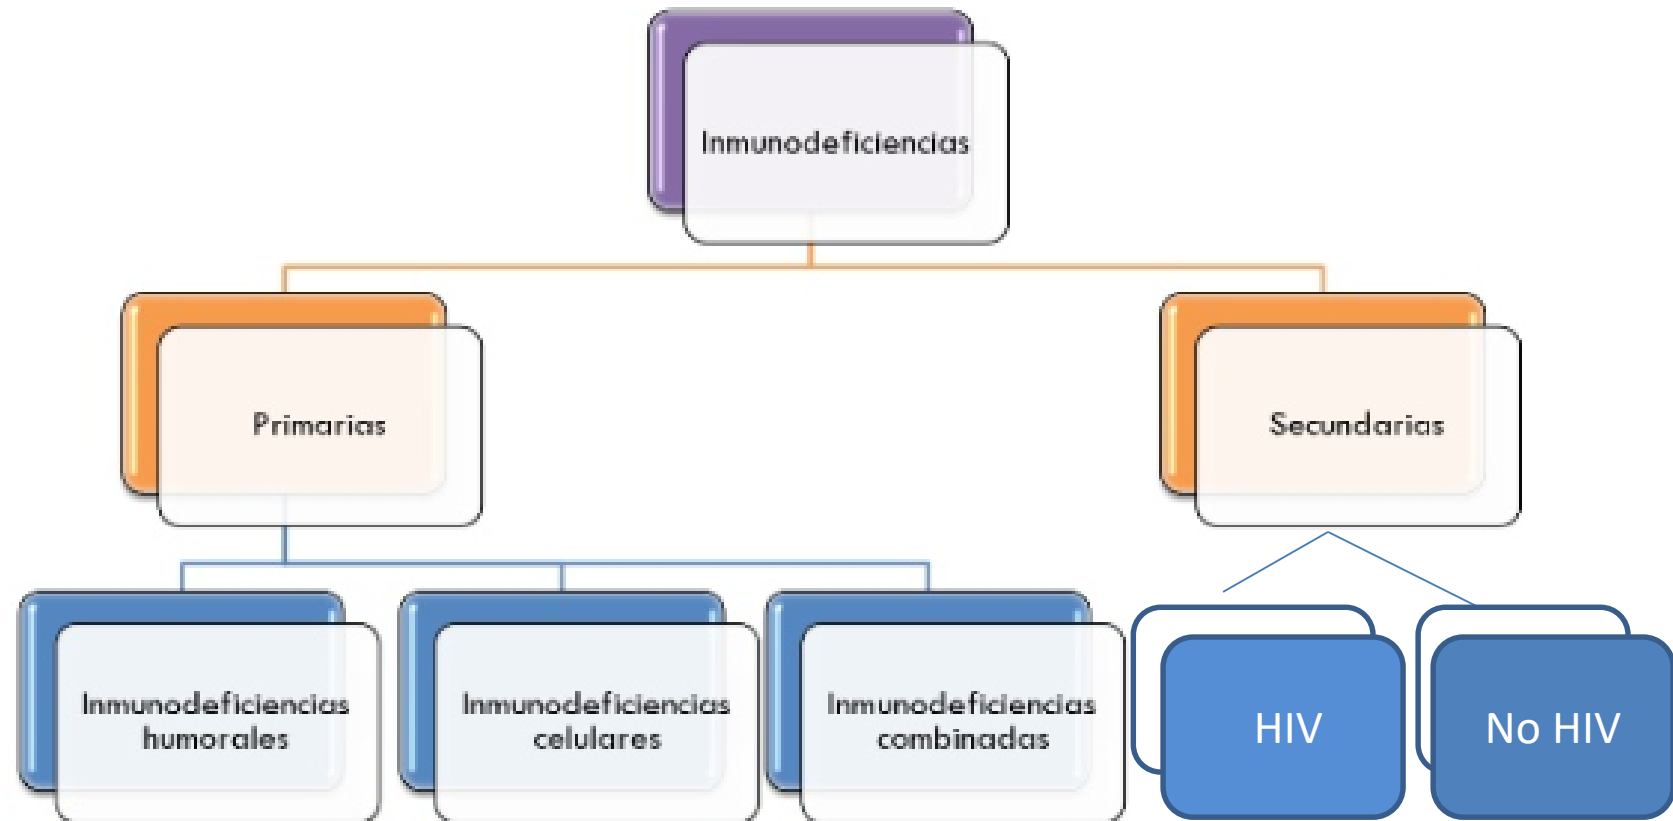 Inmunodeficiencias
Primarias
Secundarias
Inmunodeficiencias
humorales
Inmunodeficiencias
celulares
Inmunodeficiencias
combinadas
HIV
No HIV